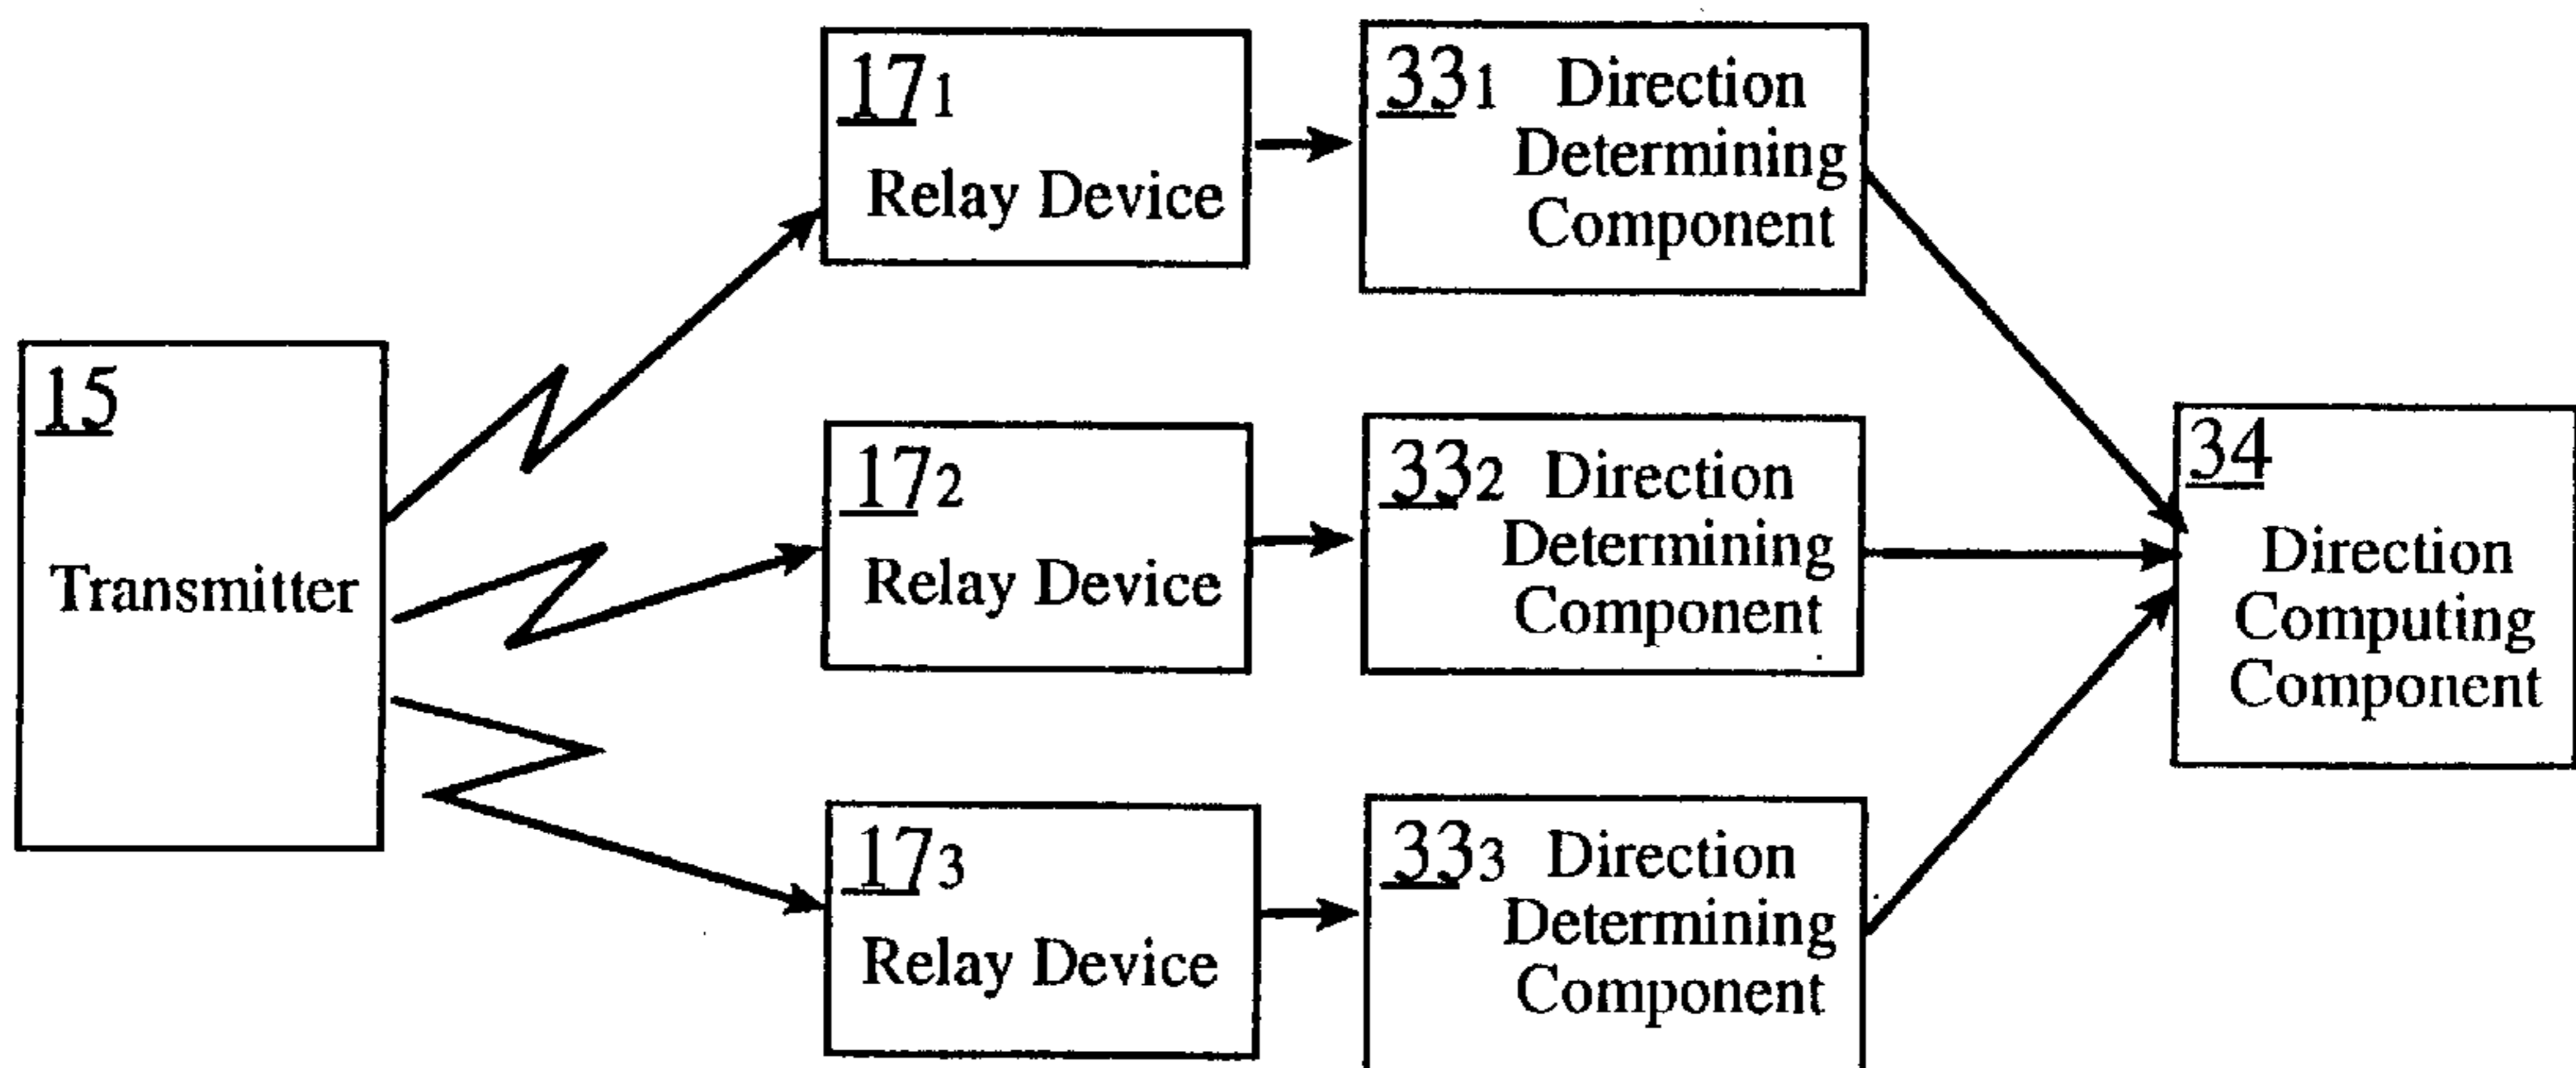 15
Transmitter
17₁
Relay Device
33₁ Direction
Determining
Component
17₂
Relay Device
33₂ Direction
Determining
Component
17₃
Relay Device
33₃ Direction
Determining
Component
34
Direction
Computing
Component